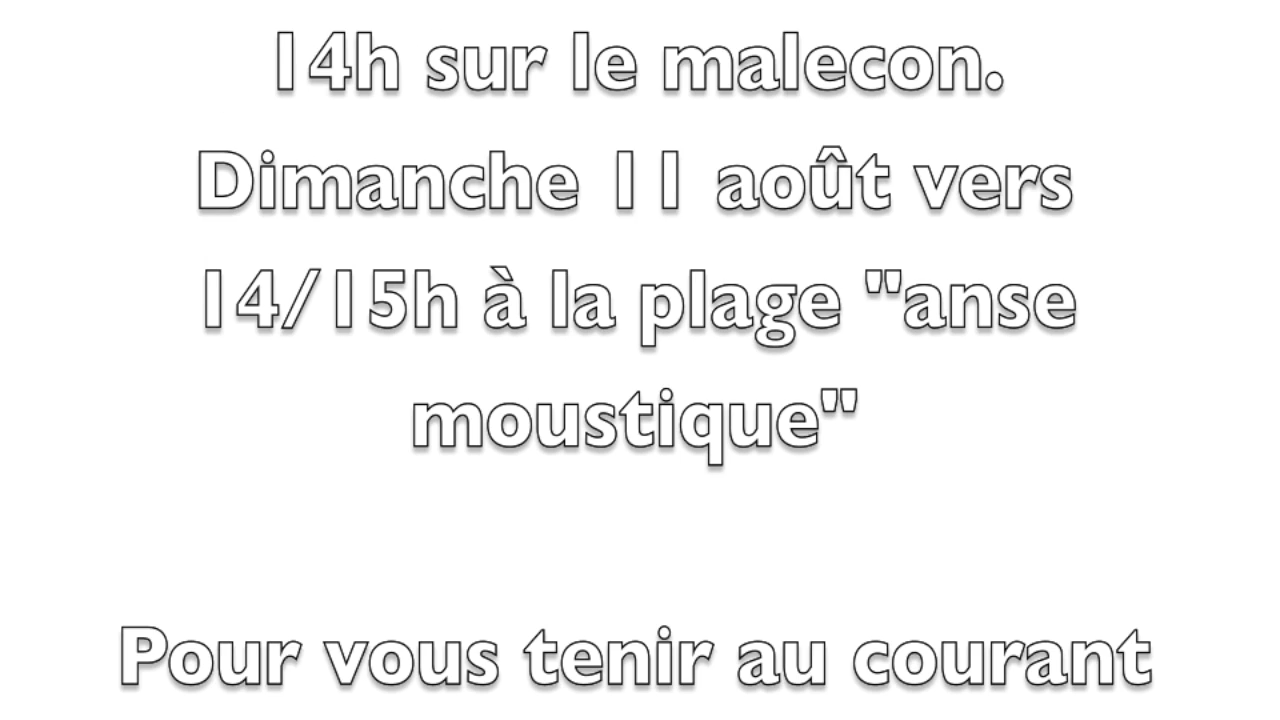 14h sur le malecon.
Dimanche 11 août vers
14/15h à la plage "anse
moustique"
Pour vous tenir au courant